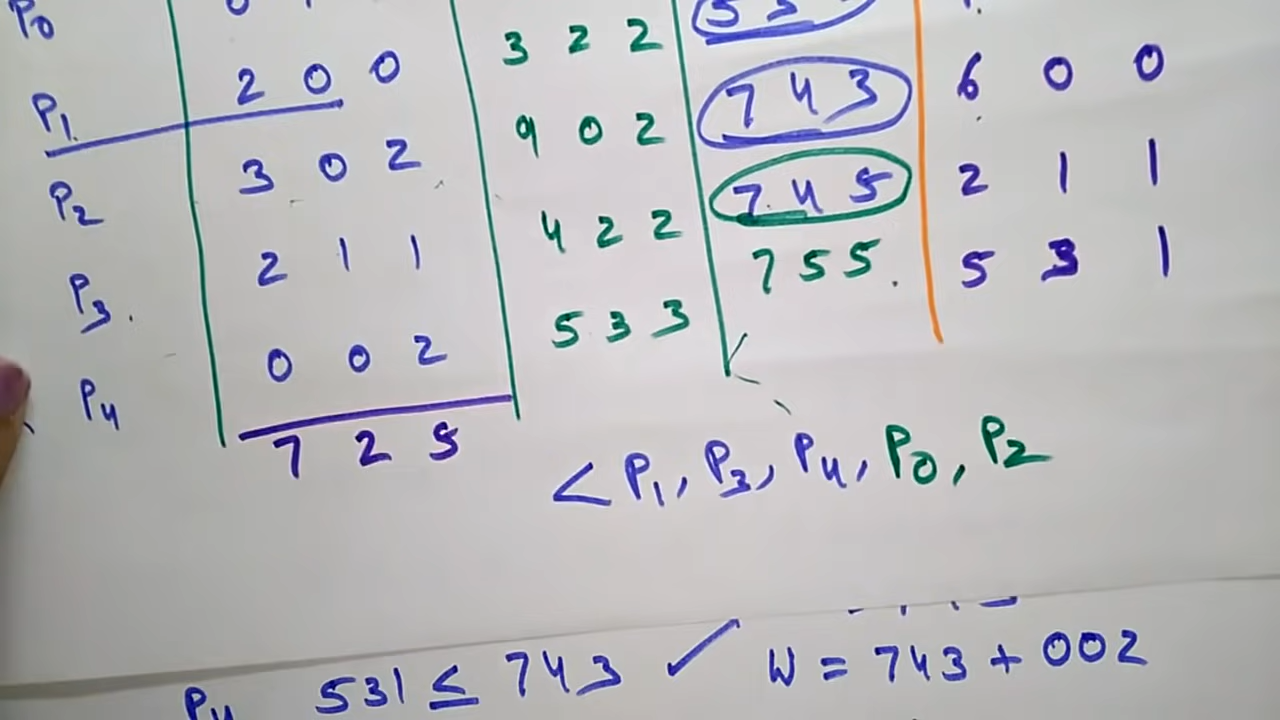 P0 0 1
3 2 2
P1 2 0 0 9 0 2 7 4 3 6 0 0
P2 3 0 2 4 2 2 7 4 5 2 1 1
P3. 2 1 1 5 3 3 7 5 5. 5 3 1
P4 0 0 2
7 2 5
< P1, P3, P4, P0, P2
P4 531 ≤ 743 ✓ W = 743 + 002